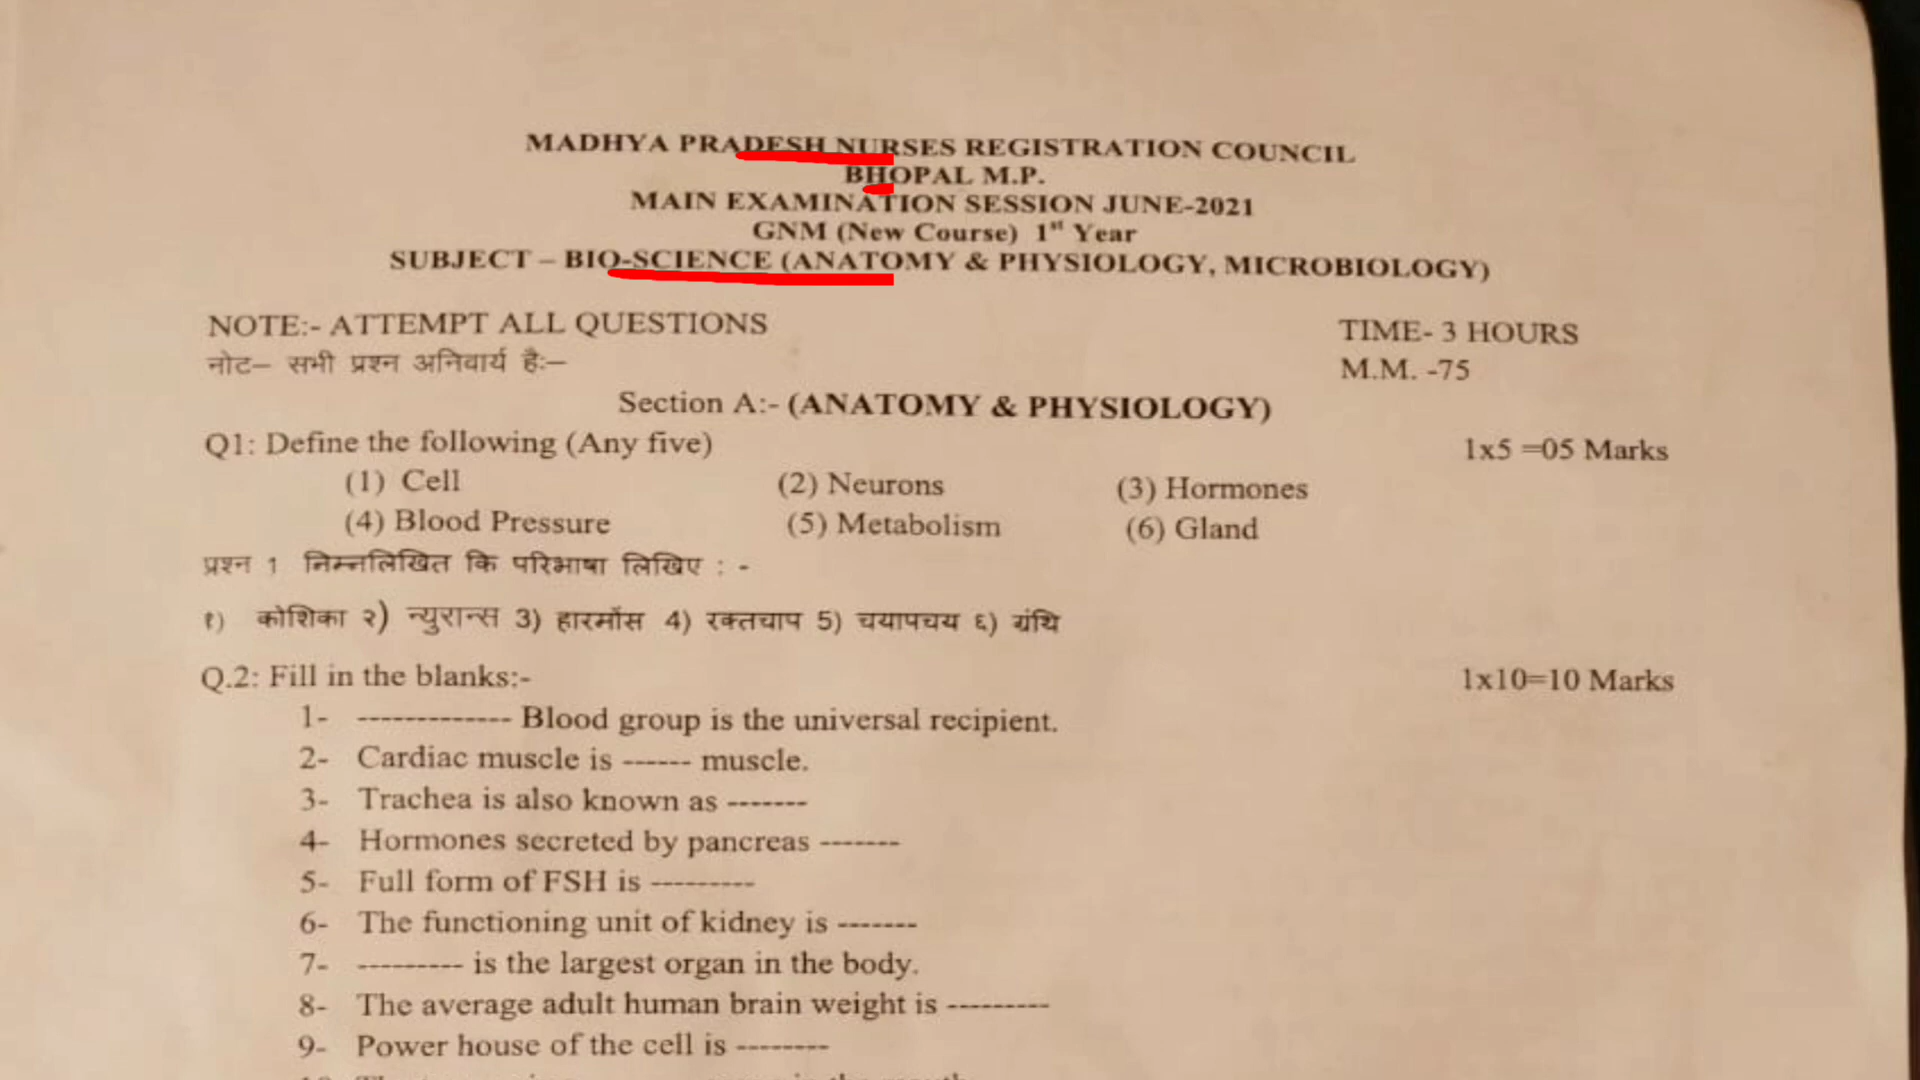 MADHYA PRADESH NURSES REGISTRATION COUNCIL
BHOPAL M.P.
MAIN EXAMINATION SESSION JUNE-2021
GNM (New Course) 1st Year
SUBJECT – BIO-SCIENCE (ANATOMY & PHYSIOLOGY, MICROBIOLOGY)
NOTE:- ATTEMPT ALL QUESTIONS TIME- 3 HOURS
नोट– सभी प्रश्न अनिवार्य है:– M.M. -75
Section A:- (ANATOMY & PHYSIOLOGY)
Q1: Define the following (Any five) 1x5 =05 Marks
(1) Cell (2) Neurons (3) Hormones
(4) Blood Pressure (5) Metabolism (6) Gland
प्रश्न 1 निम्नलिखित कि परिभाषा लिखिए : -
१) कोशिका २) न्युरान्स 3) हारमोंस 4) रक्तचाप 5) चयापचय ६) ग्रंथि
Q.2: Fill in the blanks:- 1x10=10 Marks
1- ------------- Blood group is the universal recipient.
2- Cardiac muscle is ------ muscle.
3- Trachea is also known as -------
4- Hormones secreted by pancreas -------
5- Full form of FSH is ---------
6- The functioning unit of kidney is -------
7- --------- is the largest organ in the body.
8- The average adult human brain weight is ---------
9- Power house of the cell is --------